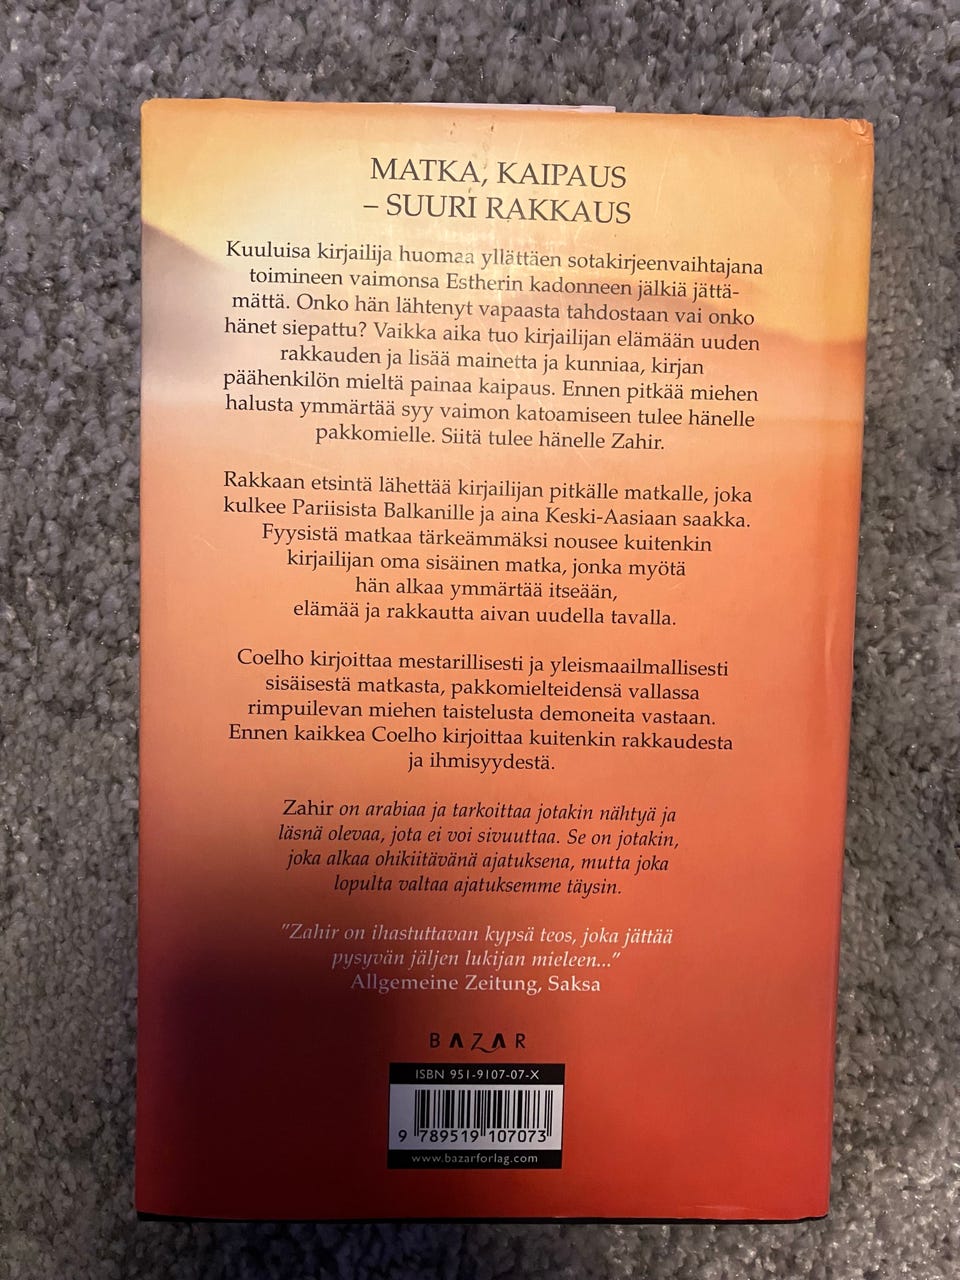 MATKA, KAIPAUS
– SUURI RAKKAUS
Kuuluisa kirjailija huomaa yllättäen sotakirjeenvaihtajana
toimineen vaimonsa Estherin kadonneen jälkiä jättä-
mättä. Onko hän lähtenyt vapaasta tahdostaan vai onko
hänet siepattu? Vaikka aika tuo kirjailijan elämään uuden
rakkauden ja lisää mainetta ja kunniaa, kirjan
päähenkilön mieltä painaa kaipaus. Ennen pitkää miehen
halusta ymmärtää syy vaimon katoamiseen tulee hänelle
pakkomielle. Siitä tulee hänelle Zahir.
Rakkaan etsintä lähettää kirjailijan pitkälle matkalle, joka
kulkee Pariisista Balkanille ja aina Keski-Aasiaan saakka.
Fyysistä matkaa tärkeämmäksi nousee kuitenkin
kirjailijan oma sisäinen matka, jonka myötä
hän alkaa ymmärtää itseään,
elämää ja rakkautta aivan uudella tavalla.
Coelho kirjoittaa mestarillisesti ja yleismaailmallisesti
sisäisestä matkasta, pakkomielteidensä vallassa
rimpuilevan miehen taistelusta demoneita vastaan.
Ennen kaikkea Coelho kirjoittaa kuitenkin rakkaudesta
ja ihmisyydestä.
Zahir on arabiaa ja tarkoittaa jotakin nähtyä ja
läsnä olevaa, jota ei voi sivuuttaa. Se on jotakin,
joka alkaa ohikiitävänä ajatuksena, mutta joka
lopulta valtaa ajatuksemme täysin.
"Zahir on ihastuttavan kypsä teos, joka jättää
pysyvän jäljen lukijan mieleen..."
Allgemeine Zeitung, Saksa
BAZAR
ISBN 951-9107-07-X
9 789519 107073
www.bazarforlag.com